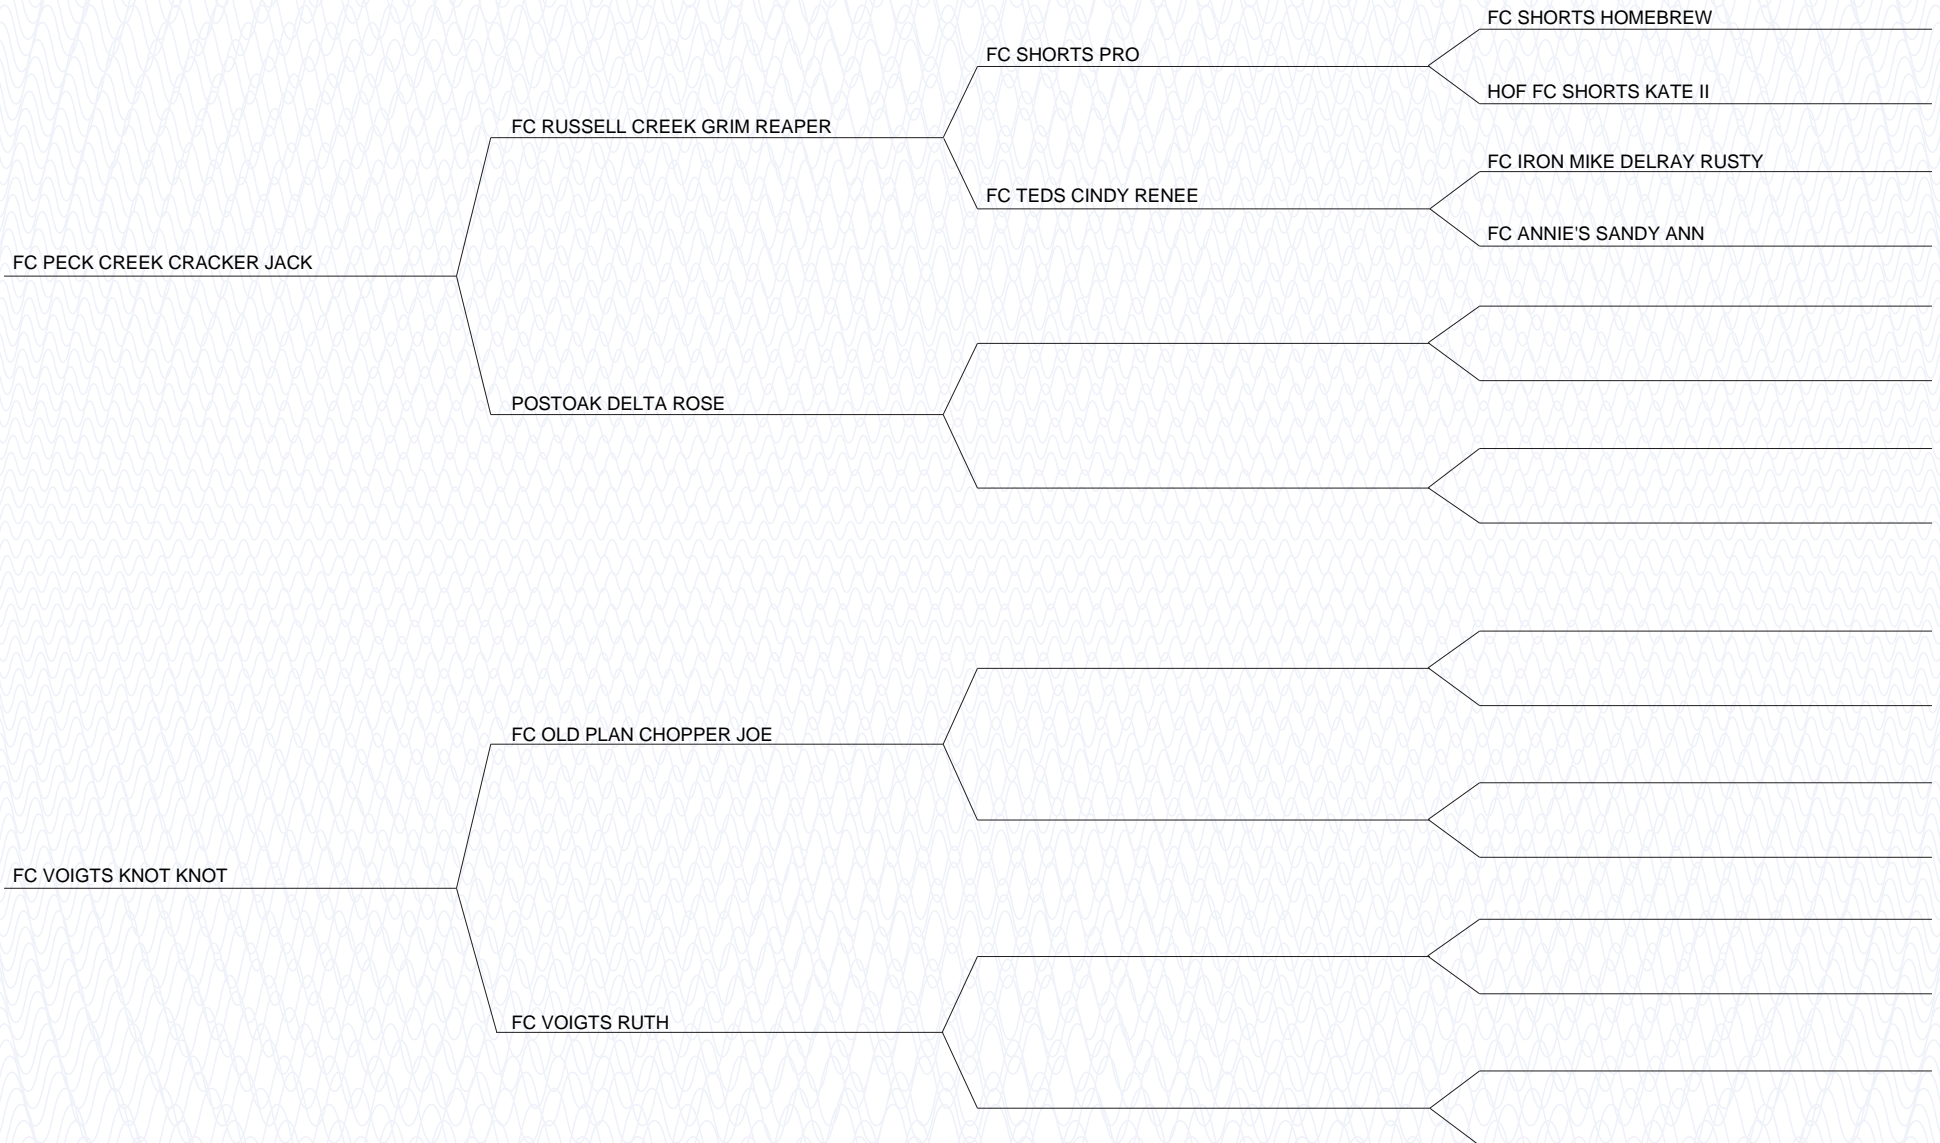 FC SHORTS HOMEBREW
FC SHORTS PRO
HOF FC SHORTS KATE II
FC RUSSELL CREEK GRIM REAPER
FC IRON MIKE DELRAY RUSTY
FC TEDS CINDY RENEE
FC ANNIE'S SANDY ANN
FC PECK CREEK CRACKER JACK
POSTOAK DELTA ROSE
FC OLD PLAN CHOPPER JOE
FC VOIGTS KNOT KNOT
FC VOIGTS RUTH